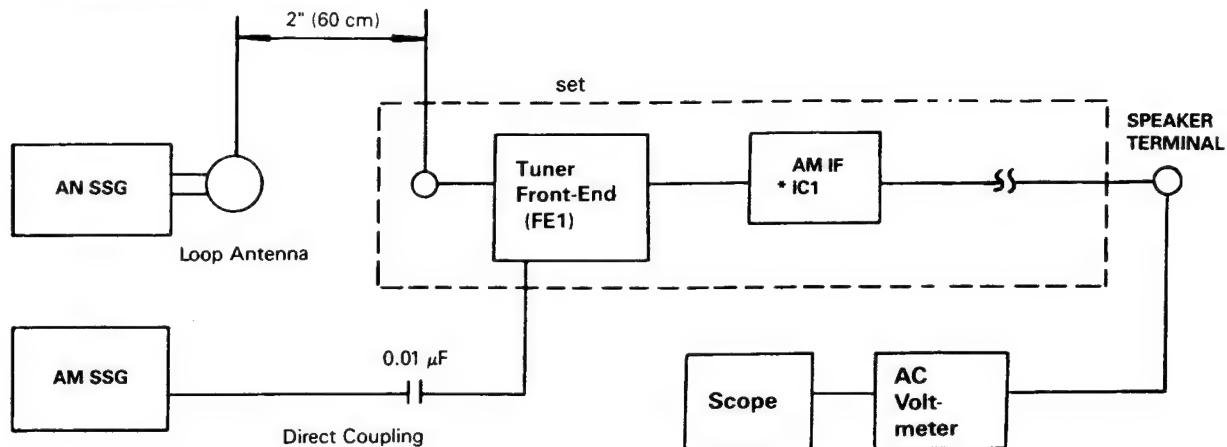 2" (60 cm)
set
SPEAKER
TERMINAL
AN SSG
Tuner
Front-End
(FE1)
AM IF
* IC1
Loop Antenna
AM SSG
0.01 μF
Direct Coupling
Scope
AC
Volt-
meter